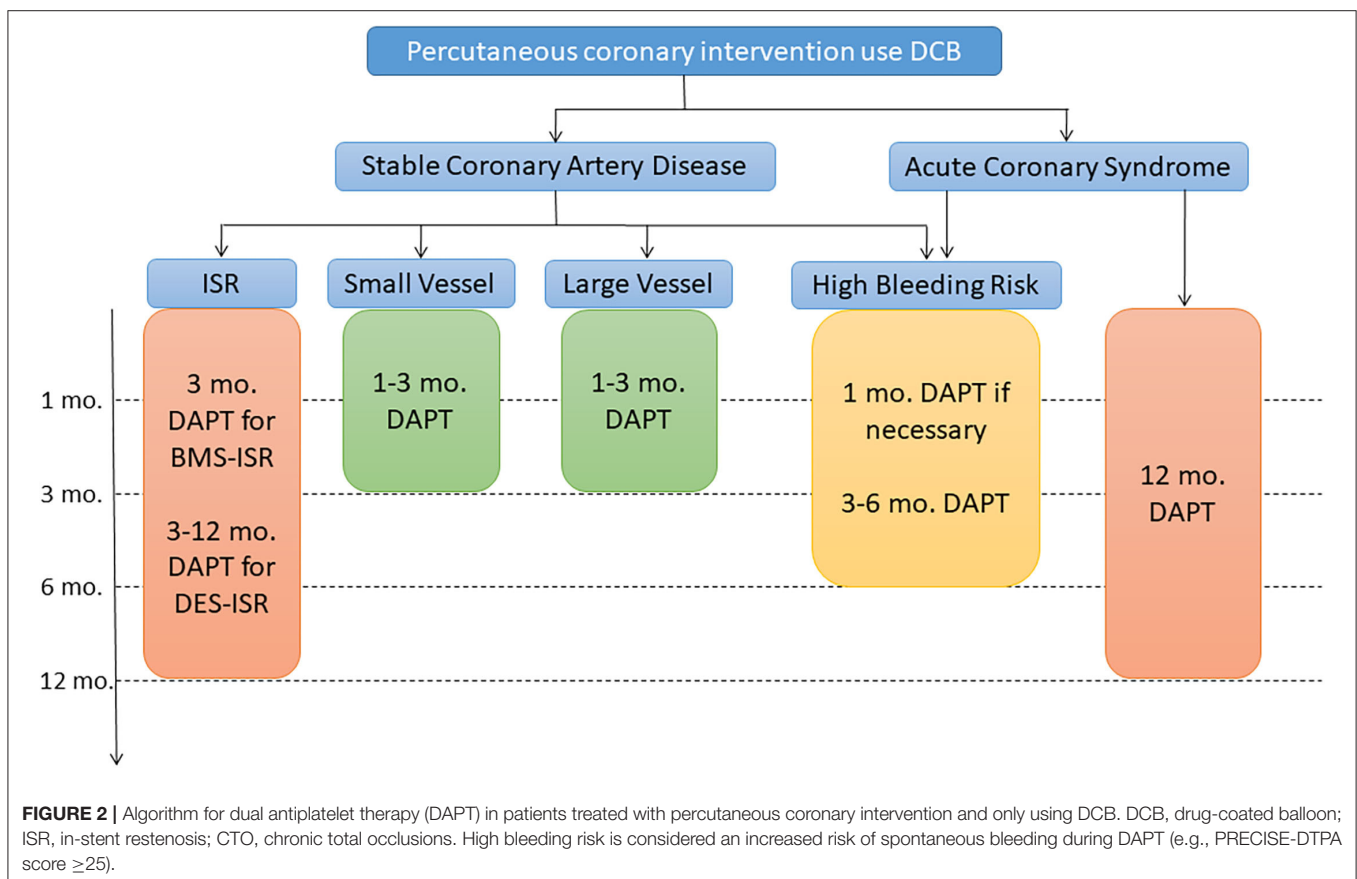 Percutaneous coronary intervention use DCB
Stable Coronary Artery Disease
Acute Coronary Syndrome
ISR
Small Vessel
Large Vessel
High Bleeding Risk
3 mo.
DAPT for
BMS-ISR
3-12 mo.
DAPT for
DES-ISR
1-3 mo.
DAPT
1-3 mo.
DAPT
1 mo. DAPT if
necessary
3-6 mo. DAPT
12 mo.
DAPT
1 mo.
3 mo.
6 mo.
12 mo.
FIGURE 2 | Algorithm for dual antiplatelet therapy (DAPT) in patients treated with percutaneous coronary intervention and only using DCB. DCB, drug-coated balloon;
ISR, in-stent restenosis; CTO, chronic total occlusions. High bleeding risk is considered an increased risk of spontaneous bleeding during DAPT (e.g., PRECISE-DTPA
score ≥25).